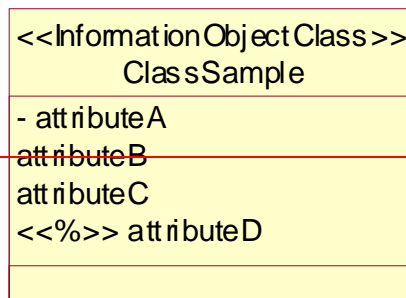 <<InformationObjectClass>>
ClassSample
- attributeA
attributeB
attributeC
<<%>> attributeD